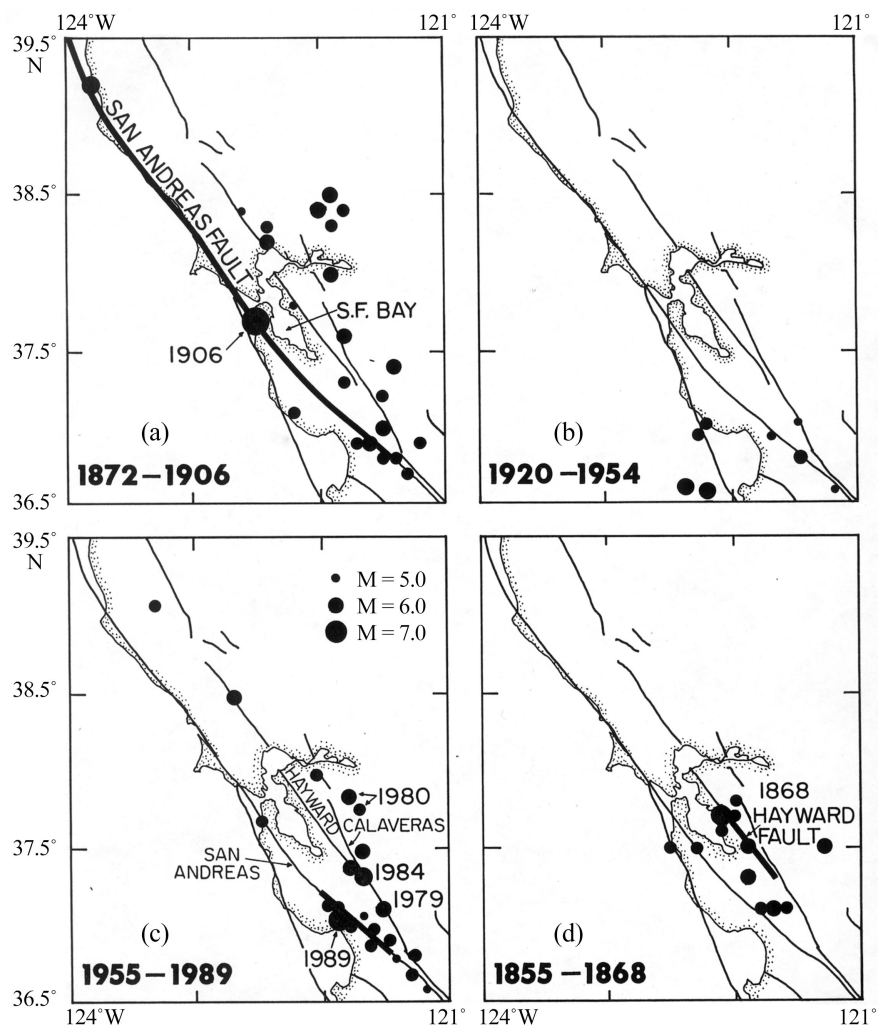 124°W
121°
124°W
121°
39.5°
N
SAN ANDREAS FAULT
38.5°
S.F. BAY
1906
37.5°
(a)
(b)
1872–1906
1920–1954
36.5°
39.5°
N
M = 5.0
M = 6.0
M = 7.0
38.5°
1980
HAYWARD
CALAVERAS
1868
HAYWARD
FAULT
SAN
ANDREAS
1984
37.5°
1979
(c)
1989
(d)
1955–1989
1855–1868
36.5°
124°W
121°
124°W
121°